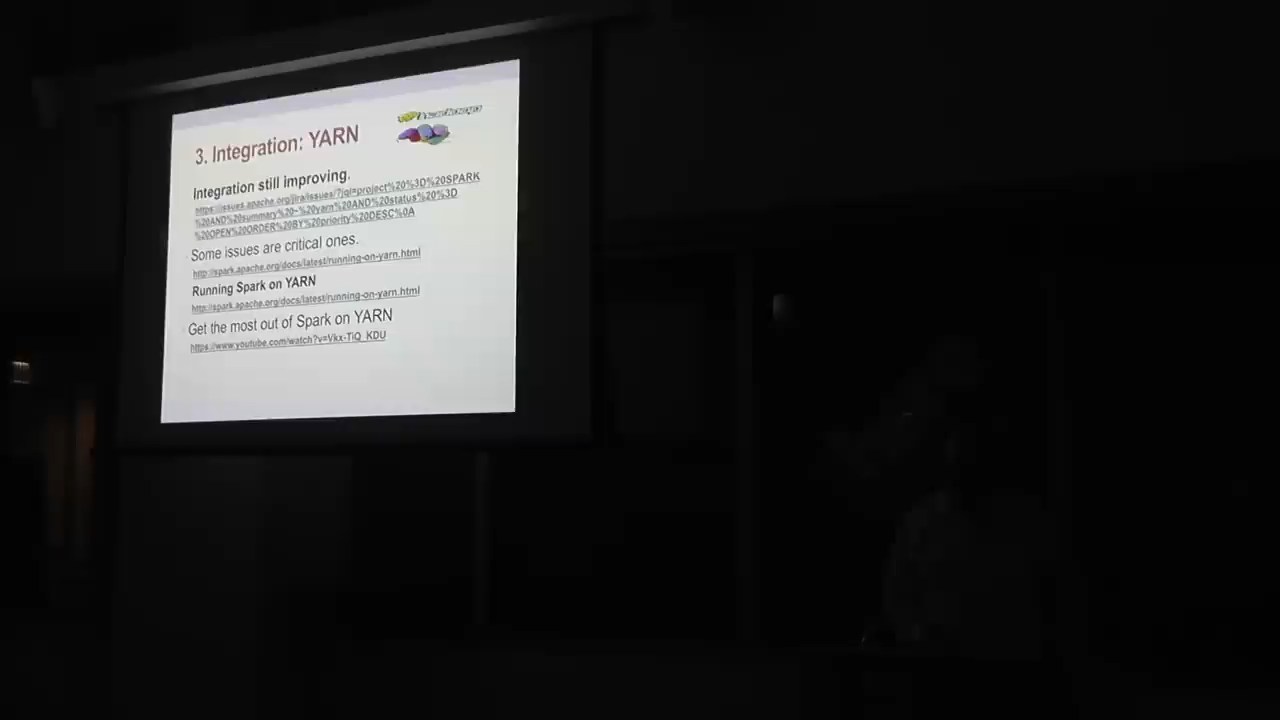 3. Integration: YARN
Integration still improving.
https://issues.apache.org/jira/issues/?jql=project%20%3D%20SPARK
%20AND%20summary%20~%20yarn%20AND%20status%20%3D
%20OPEN%20ORDER%20BY%20priority%20DESC%0A
Some issues are critical ones.
http://spark.apache.org/docs/latest/running-on-yarn.html
Running Spark on YARN
http://spark.apache.org/docs/latest/running-on-yarn.html
Get the most out of Spark on YARN
https://www.youtube.com/watch?v=Vkx-TiQ_KDU